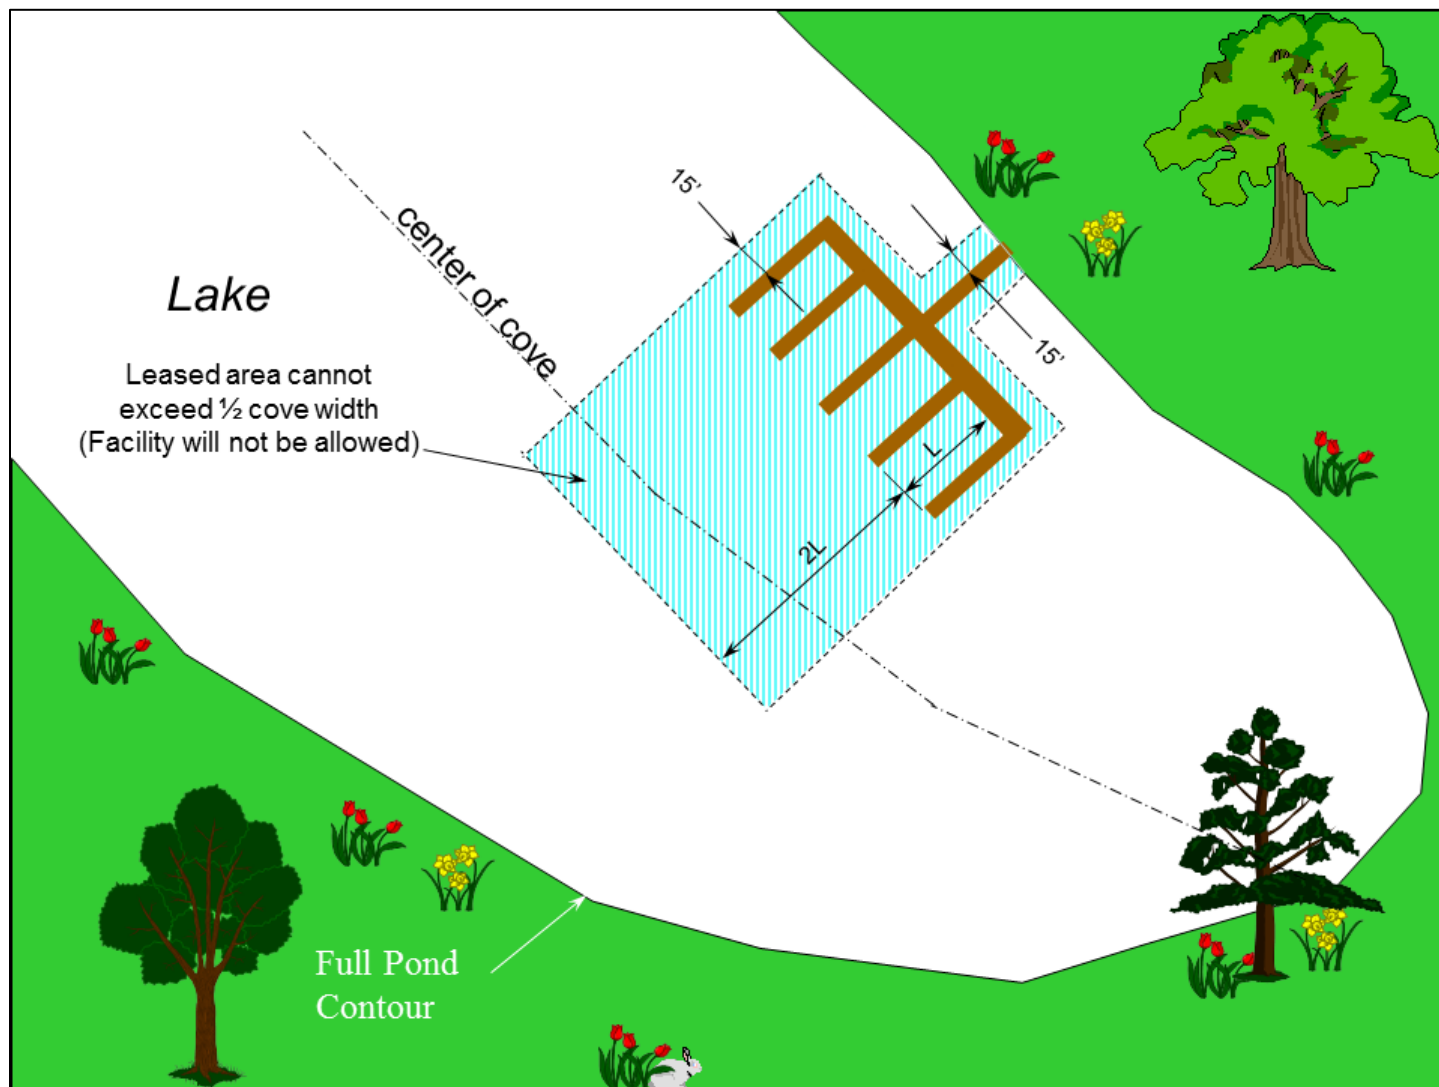 15'
center of cove
Lake
15'
Leased area cannot
exceed ½ cove width
(Facility will not be allowed)
L
2L
Full Pond
Contour